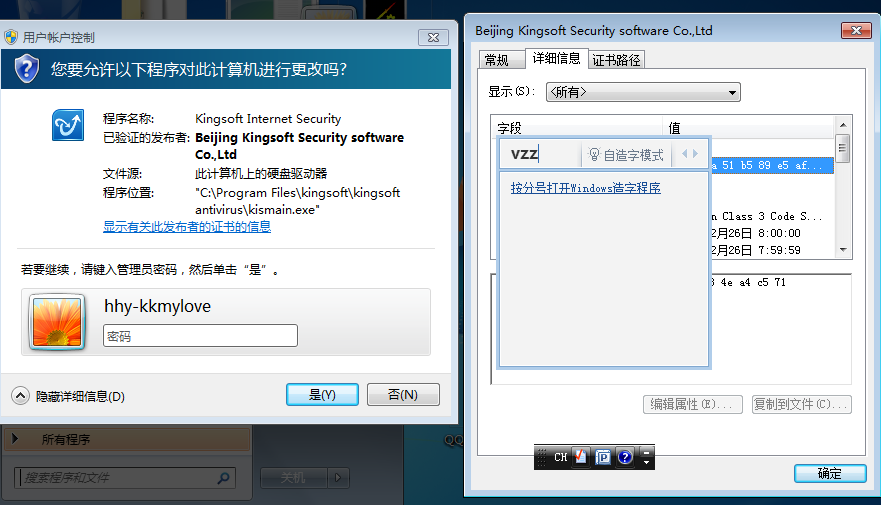 用户帐户控制
您要允许以下程序对此计算机进行更改吗?
程序名称: Kingsoft Internet Security
已验证的发布者: Beijing Kingsoft Security software
Co.,Ltd
文件源: 此计算机上的硬盘驱动器
程序位置: "C:\Program Files\kingsoft\kingsoft
antivirus\kismain.exe"
显示有关此发布者的证书的信息
若要继续，请键入管理员密码，然后单击“是”。
hhy-kkmylove
密码
隐藏详细信息(D)
是(Y)
否(N)
所有程序
搜索程序和文件
关机
QQ
Beijing Kingsoft Security software Co.,Ltd
常规
详细信息
证书路径
显示(S):
<所有>
字段
值
a 51 b5 89 e5 af...
vzz
自造字模式
按分号打开Windows造字程序
n Class 3 Code S...
2月26日 8:00:00
2月26日 7:59:59
4e a4 c5 71
编辑属性(E)...
复制到文件(C)...
CH
确定